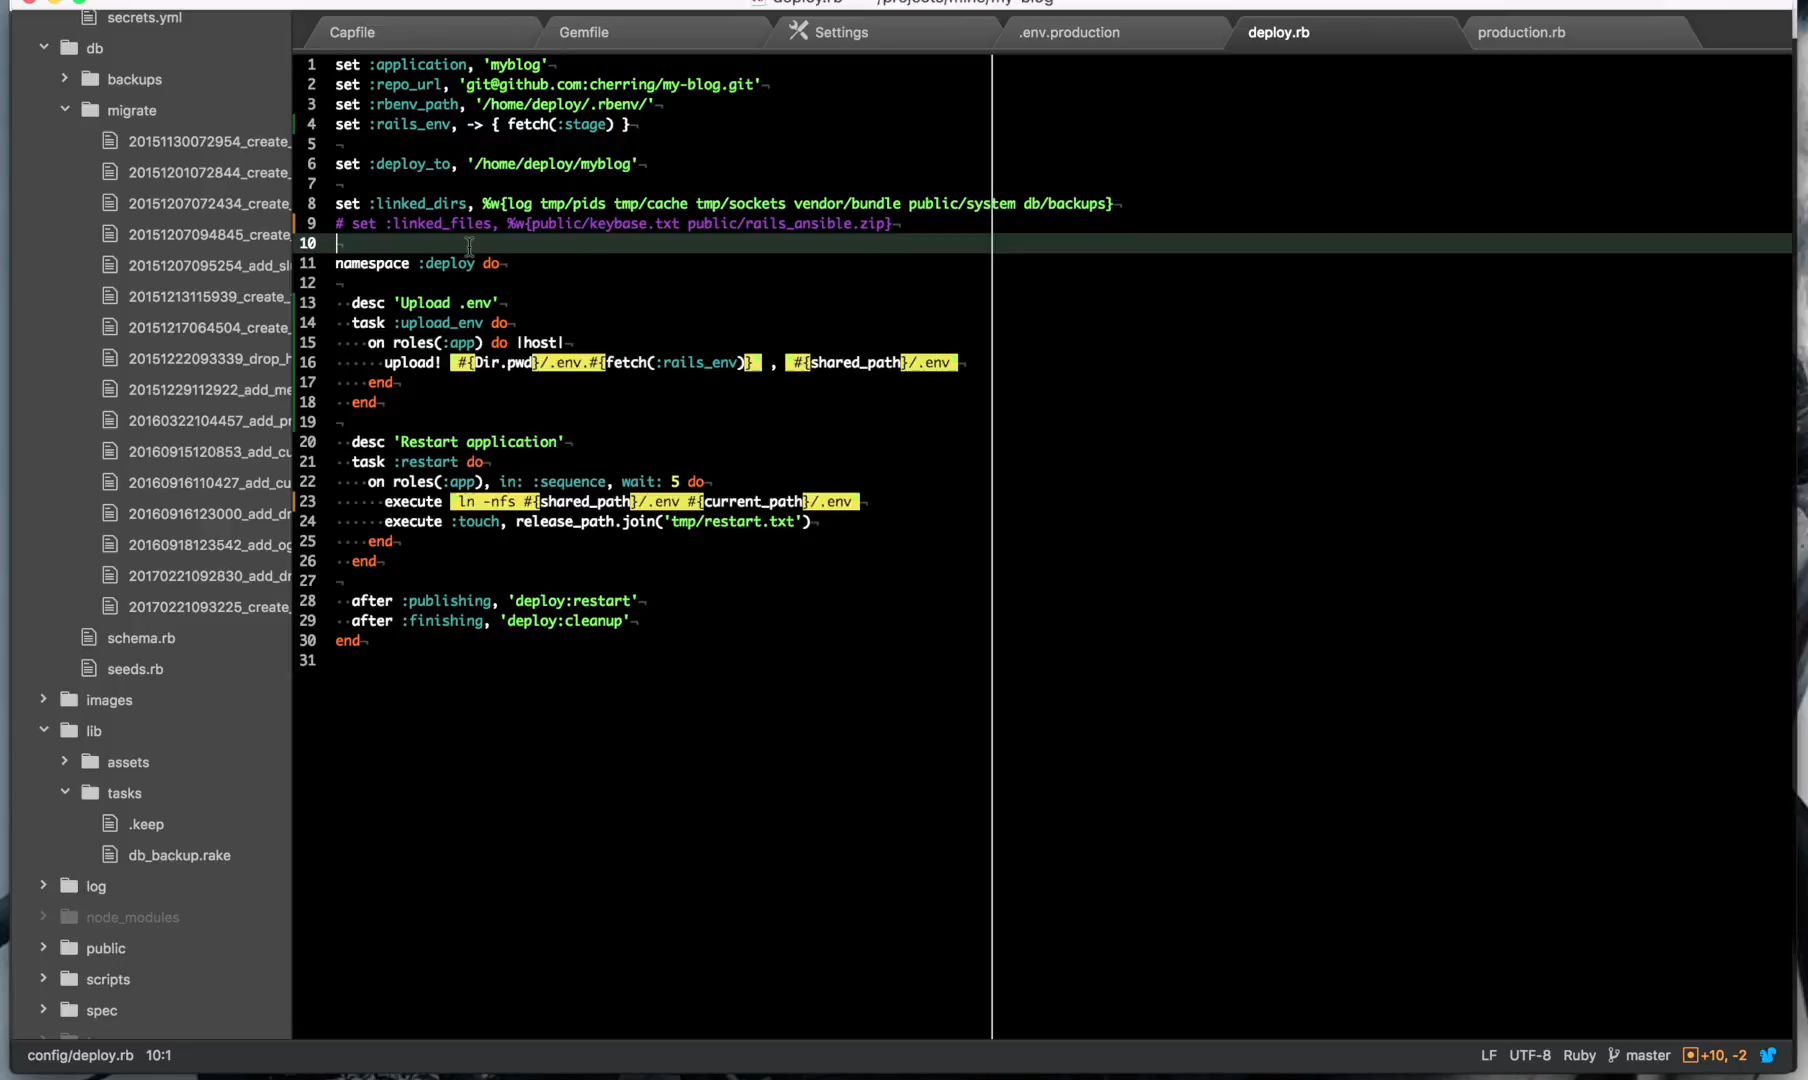 secrets.yml
db
backups
migrate
20151130072954_create_
20151201072844_create_
20151207072434_create_
20151207094845_create_
20151207095254_add_sl
20151213115939_create_
20151217064504_create_
20151222093339_drop_h
20151229112922_add_me
20160322104457_add_pr
20160915120853_add_cu
20160916110427_add_cu
20160916123000_add_dr
20160918123542_add_og
20170221092830_add_dr
20170221093225_create_
schema.rb
seeds.rb
images
lib
assets
tasks
.keep
db_backup.rake
log
node_modules
public
scripts
spec
Capfile Gemfile Settings .env.production deploy.rb production.rb
1 set :application, 'myblog'¬
2 set :repo_url, 'git@github.com:cherring/my-blog.git'¬
3 set :rbenv_path, '/home/deploy/.rbenv/'¬
4 set :rails_env, -> { fetch(:stage) }¬
5 ¬
6 set :deploy_to, '/home/deploy/myblog'¬
7 ¬
8 set :linked_dirs, %w{log tmp/pids tmp/cache tmp/sockets vendor/bundle public/system db/backups}¬
9 # set :linked_files, %w{public/keybase.txt public/rails_ansible.zip}¬
10 ¬
11 namespace :deploy do¬
12 ¬
13 ··desc 'Upload .env'¬
14 ··task :upload_env do¬
15 ····on roles(:app) do |host|¬
16 ······upload! #{Dir.pwd}/.env.#{fetch(:rails_env)} , #{shared_path}/.env ¬
17 ····end¬
18 ··end¬
19 ¬
20 ··desc 'Restart application'¬
21 ··task :restart do¬
22 ····on roles(:app), in: :sequence, wait: 5 do¬
23 ······execute ln -nfs #{shared_path}/.env #{current_path}/.env ¬
24 ······execute :touch, release_path.join('tmp/restart.txt')¬
25 ····end¬
26 ··end¬
27 ¬
28 ··after :publishing, 'deploy:restart'¬
29 ··after :finishing, 'deploy:cleanup'¬
30 end¬
31
config/deploy.rb 10:1 LF UTF-8 Ruby master +10, -2